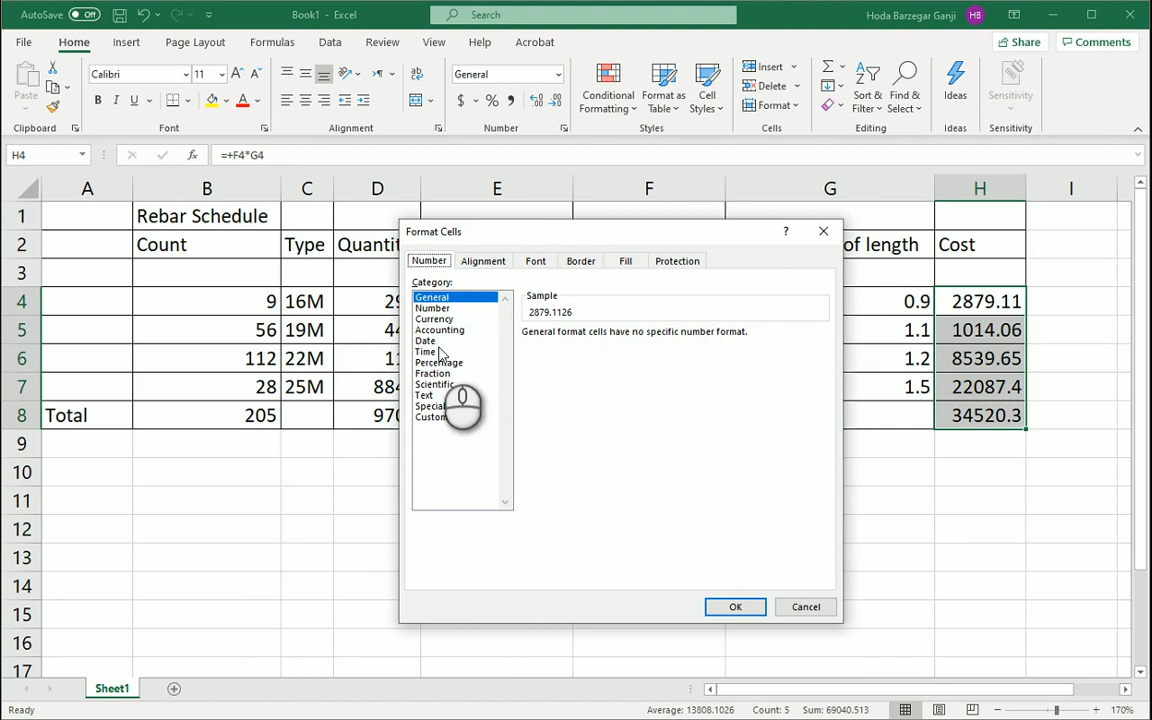 AutoSave Off Book1 - Excel Search Hoda Barzegar Ganji HB
File Home Insert Page Layout Formulas Data Review View Help Acrobat Share Comments
Paste Calibri 11 General Conditional Formatting Format as Table Cell Styles Insert Delete Format Sort & Filter Find & Select Ideas Sensitivity
Clipboard Font Alignment Number Styles Cells Editing Ideas Sensitivity
H4 fx =+F4*G4
A B C D E F G H I
1 Rebar Schedule
2 Count Type of length Cost
3
4 9 16M 0.9 2879.11
5 56 19M 1.1 1014.06
6 112 22M 1.2 8539.65
7 28 25M 884 1.5 22087.4
8 Total 205 970 34520.3
9
10
11
12
13
14
15
16
17
Format Cells ?
Number Alignment Font Border Fill Protection
Category:
General
Number
Currency
Accounting
Date
Time
Percentage
Fraction
Scientific
Text
Special
Custom
Sample
2879.1126
General format cells have no specific number format.
OK Cancel
Sheet1
Ready Average: 13808.1026 Count: 5 Sum: 69040.513 170%